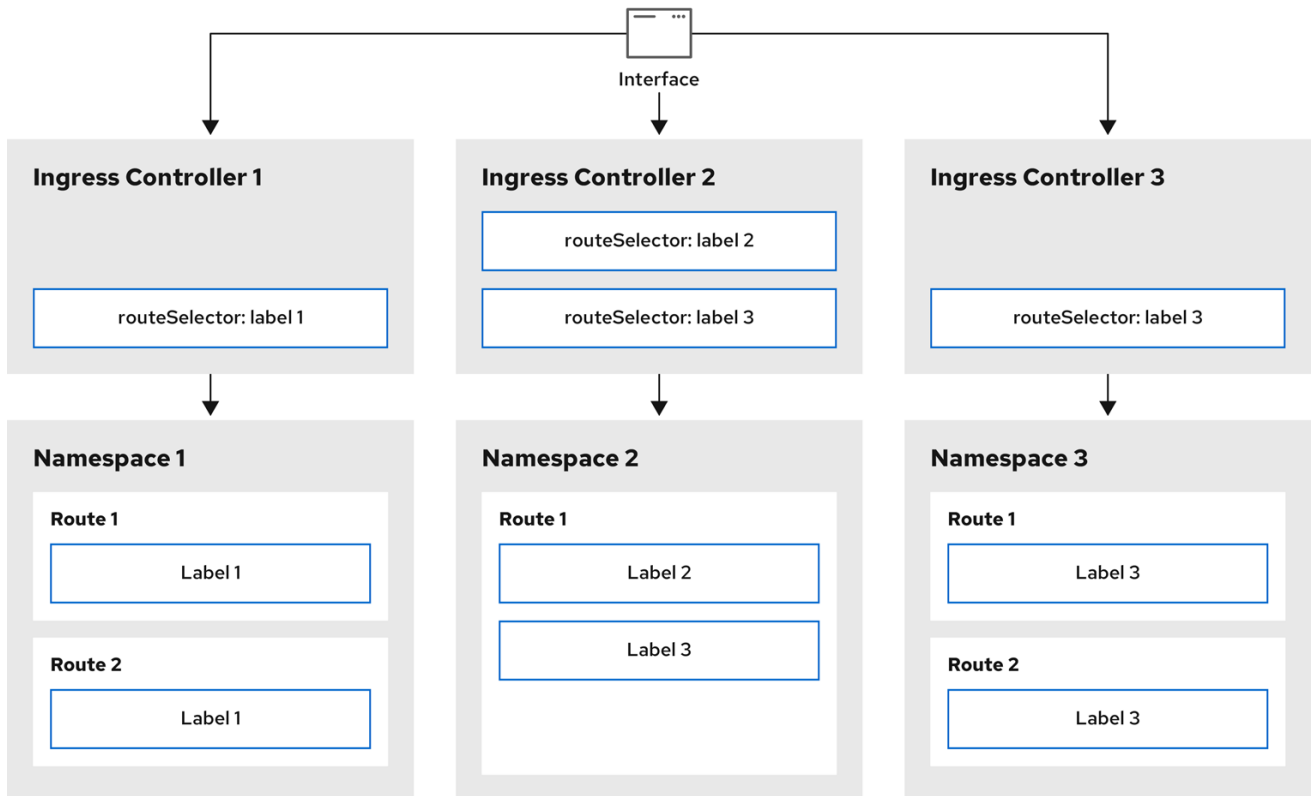 Interface
Ingress Controller 1
routeSelector: label 1
Ingress Controller 2
routeSelector: label 2
routeSelector: label 3
Ingress Controller 3
routeSelector: label 3
Namespace 1
Route 1
Label 1
Route 2
Label 1
Namespace 2
Route 1
Label 2
Label 3
Namespace 3
Route 1
Label 3
Route 2
Label 3